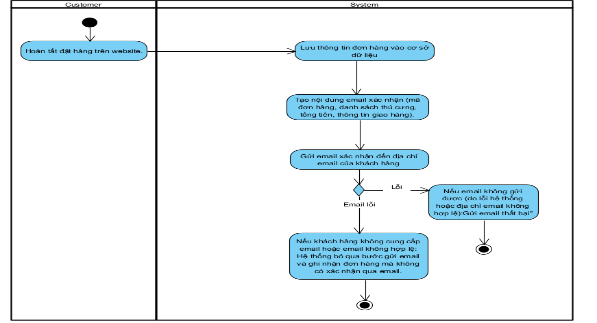 Customer
System
Hoàn tất đặt hàng trên website.
Lưu thông tin đơn hàng vào cơ sở
dữ liệu
Tạo nội dung email xác nhận (mã
đơn hàng, danh sách thú cưng,
tổng tiền, thông tin giao hàng).
Gửi email xác nhận đến địa chỉ
email của khách hàng
Lỗi
Nếu email không gửi
được (do lỗi hệ thống
hoặc địa chỉ email không
hợp lệ):Gửi email thất bại"
Email lỗi
Nếu khách hàng không cung cấp
email hoặc email không hợp lệ:
Hệ thống bỏ qua bước gửi email
và ghi nhận đơn hàng mà không
có xác nhận qua email.